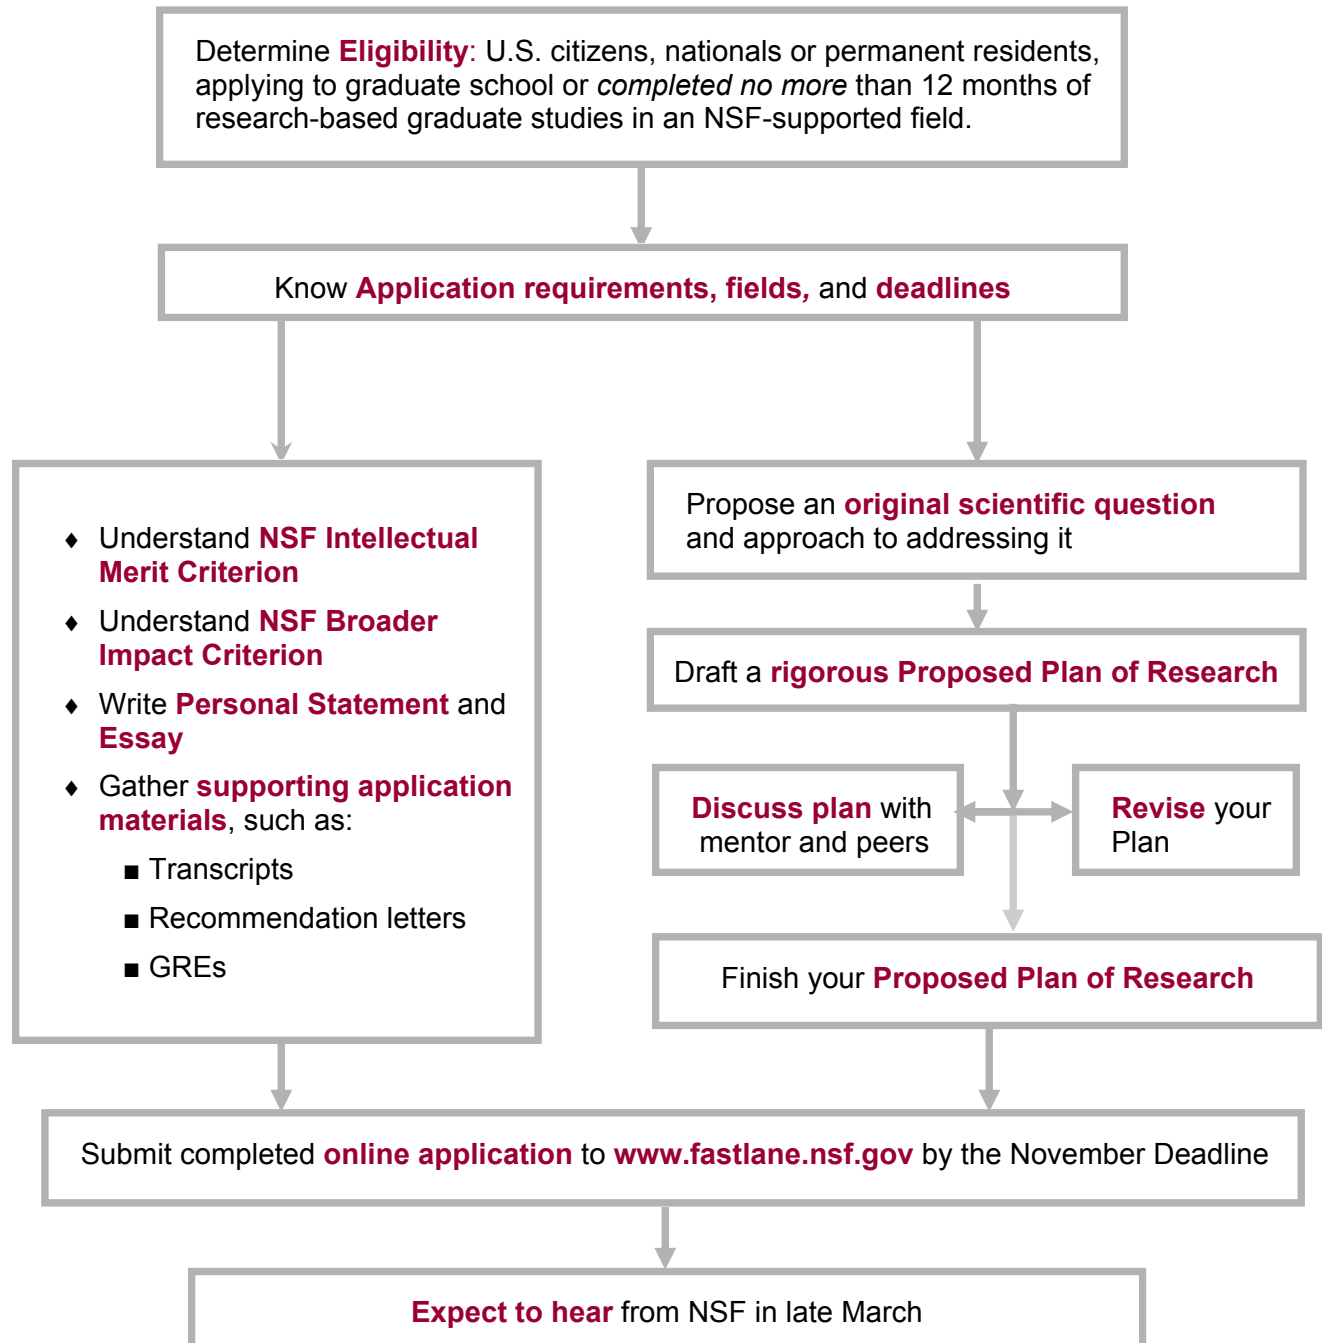 Determine Eligibility: U.S. citizens, nationals or permanent residents,
applying to graduate school or completed no more than 12 months of
research-based graduate studies in an NSF-supported field.
Know Application requirements, fields, and deadlines
♦ Understand NSF Intellectual
Merit Criterion
♦ Understand NSF Broader
Impact Criterion
♦ Write Personal Statement and
Essay
♦ Gather supporting application
materials, such as:
■ Transcripts
■ Recommendation letters
■ GREs
Propose an original scientific question
and approach to addressing it
Draft a rigorous Proposed Plan of Research
Discuss plan with
mentor and peers
Revise your
Plan
Finish your Proposed Plan of Research
Submit completed online application to www.fastlane.nsf.gov by the November Deadline
Expect to hear from NSF in late March